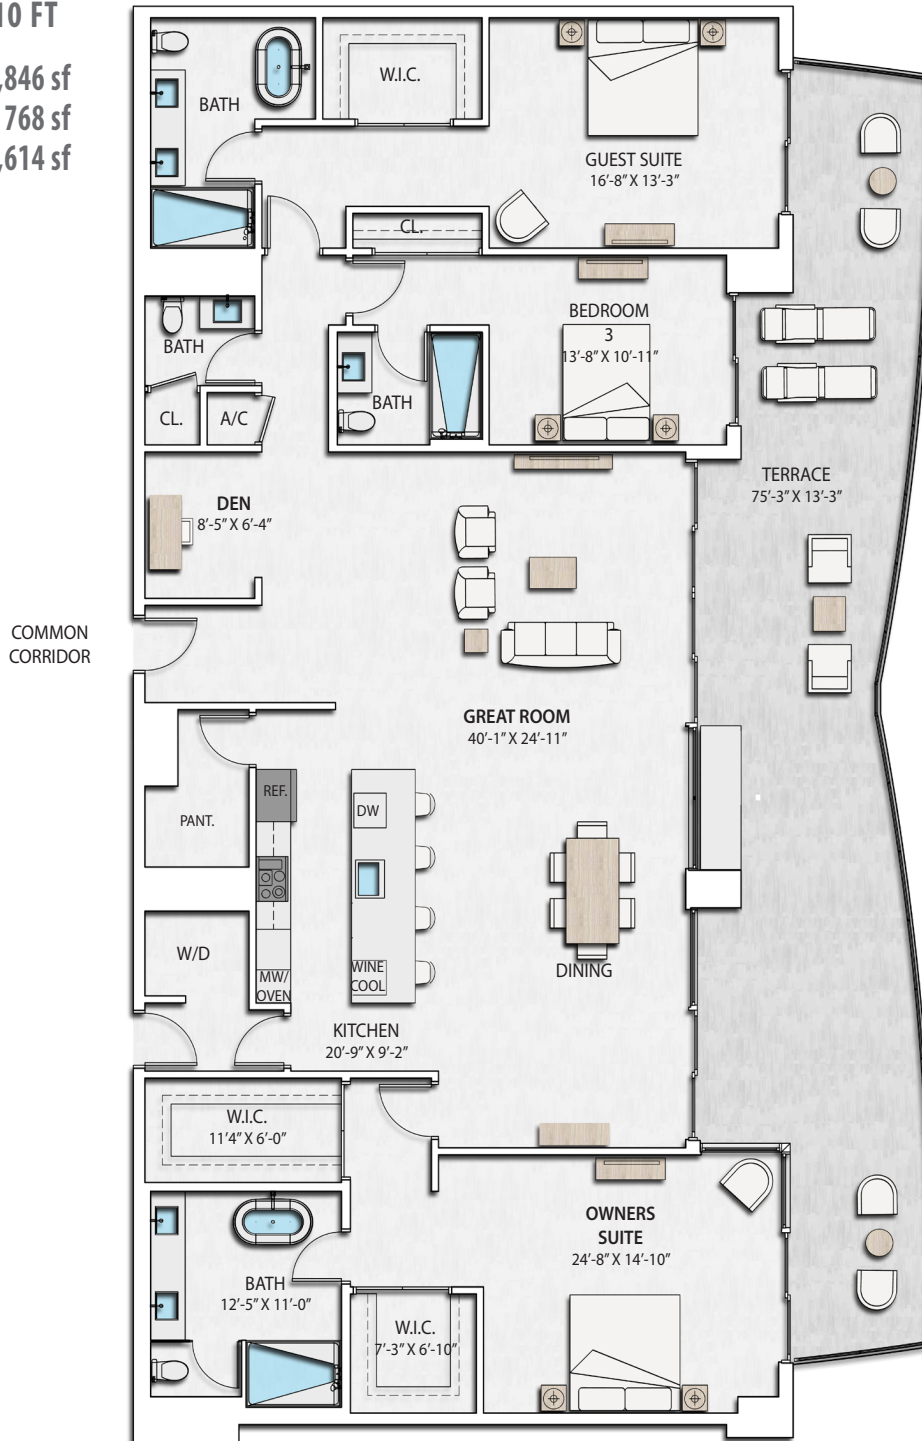 10 FT
,846 sf
768 sf
,614 sf
BATH
W.I.C.
GUEST SUITE
16'-8" X 13'-3"
CL.
BEDROOM
3
13'-8" X 10'-11"
BATH
BATH
CL.
A/C
TERRACE
75'-3" X 13'-3"
DEN
8'-5" X 6'-4"
COMMON
CORRIDOR
GREAT ROOM
40'-1" X 24'-11"
REF.
DW
PANT.
W/D
MW/
OVEN
WINE
COOL
DINING
KITCHEN
20'-9" X 9'-2"
W.I.C.
11'4" X 6'-0"
OWNERS
SUITE
24'-8" X 14'-10"
BATH
12'-5" X 11'-0"
W.I.C.
7'-3" X 6'-10"